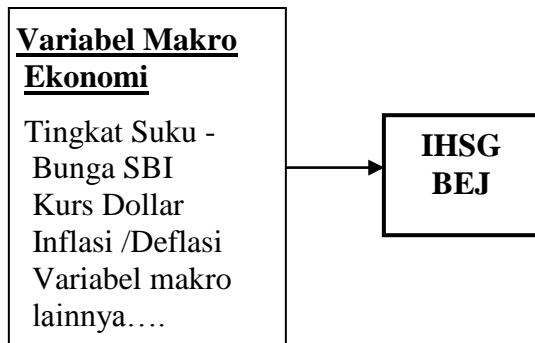 Variabel Makro
Ekonomi
Tingkat Suku -
Bunga SBI
Kurs Dollar
Inflasi /Deflasi
Variabel makro
lainnya….
IHSG
BEJ